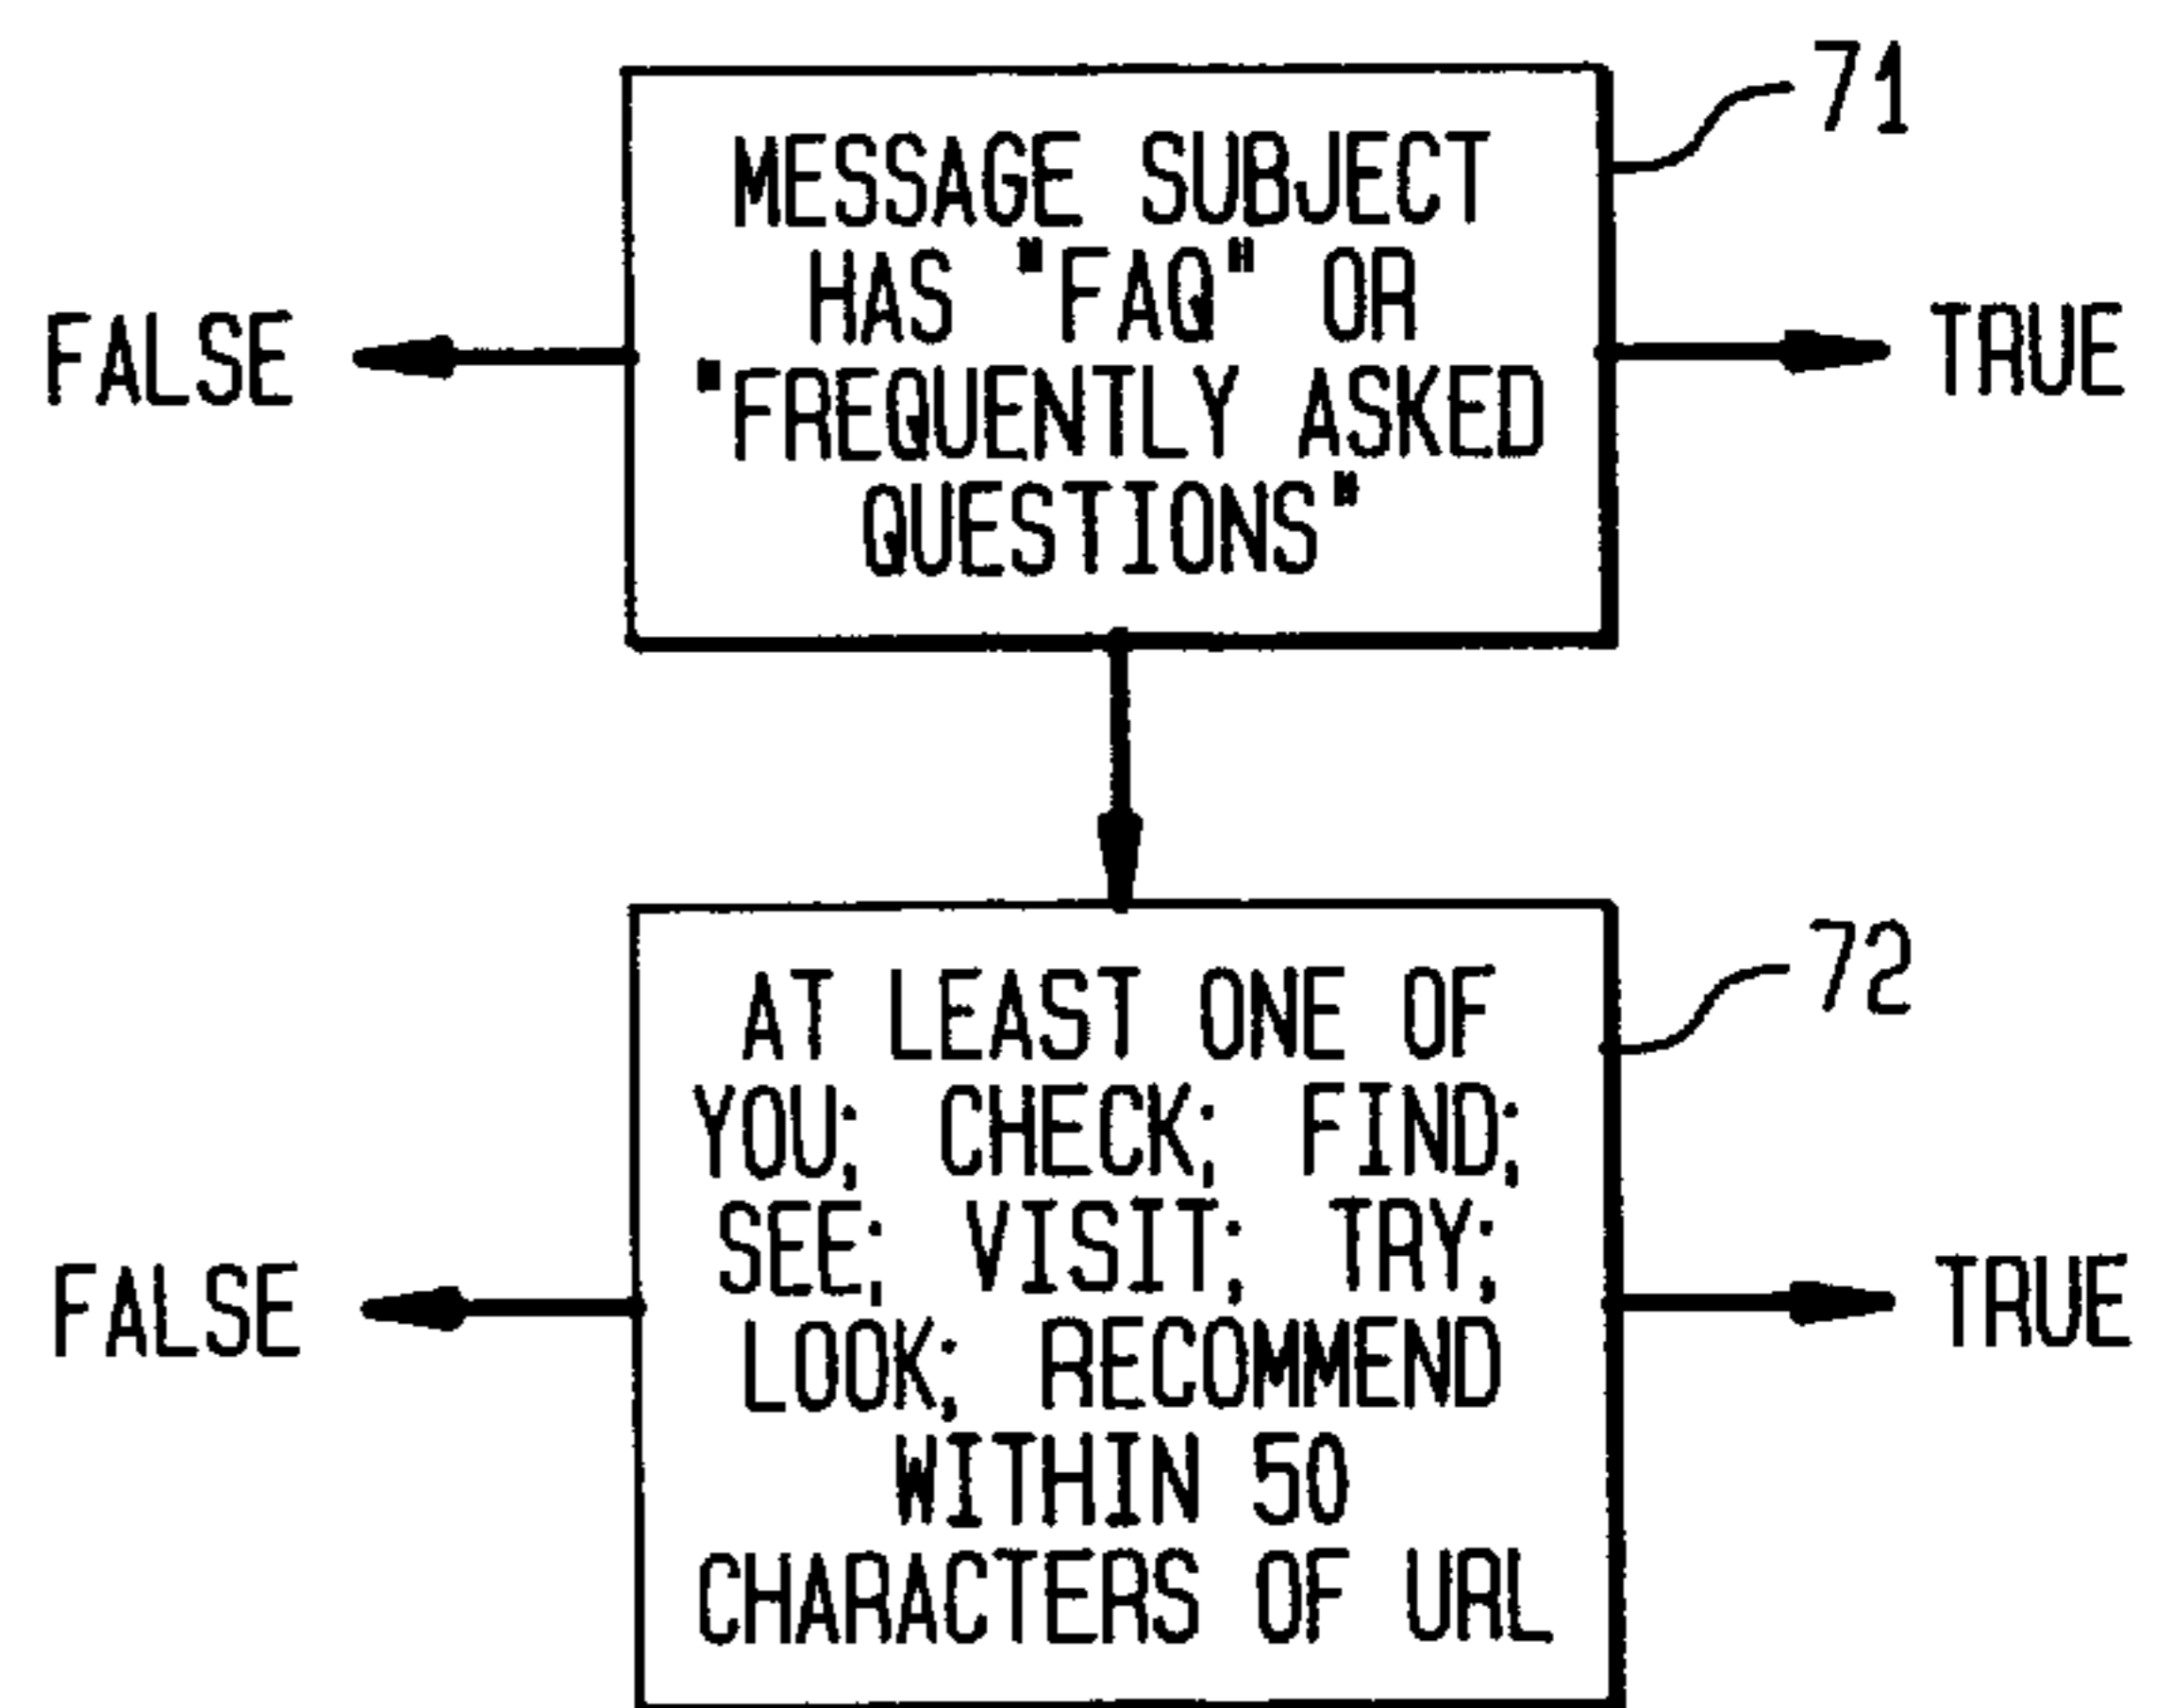 71
MESSAGE SUBJECT
HAS "FAQ" OR
"FREQUENTLY ASKED
QUESTIONS"
FALSE
TRUE
72
AT LEAST ONE OF
YOU; CHECK; FIND;
SEE; VISIT; TRY;
LOOK; RECOMMEND
WITHIN 50
CHARACTERS OF URL
FALSE
TRUE